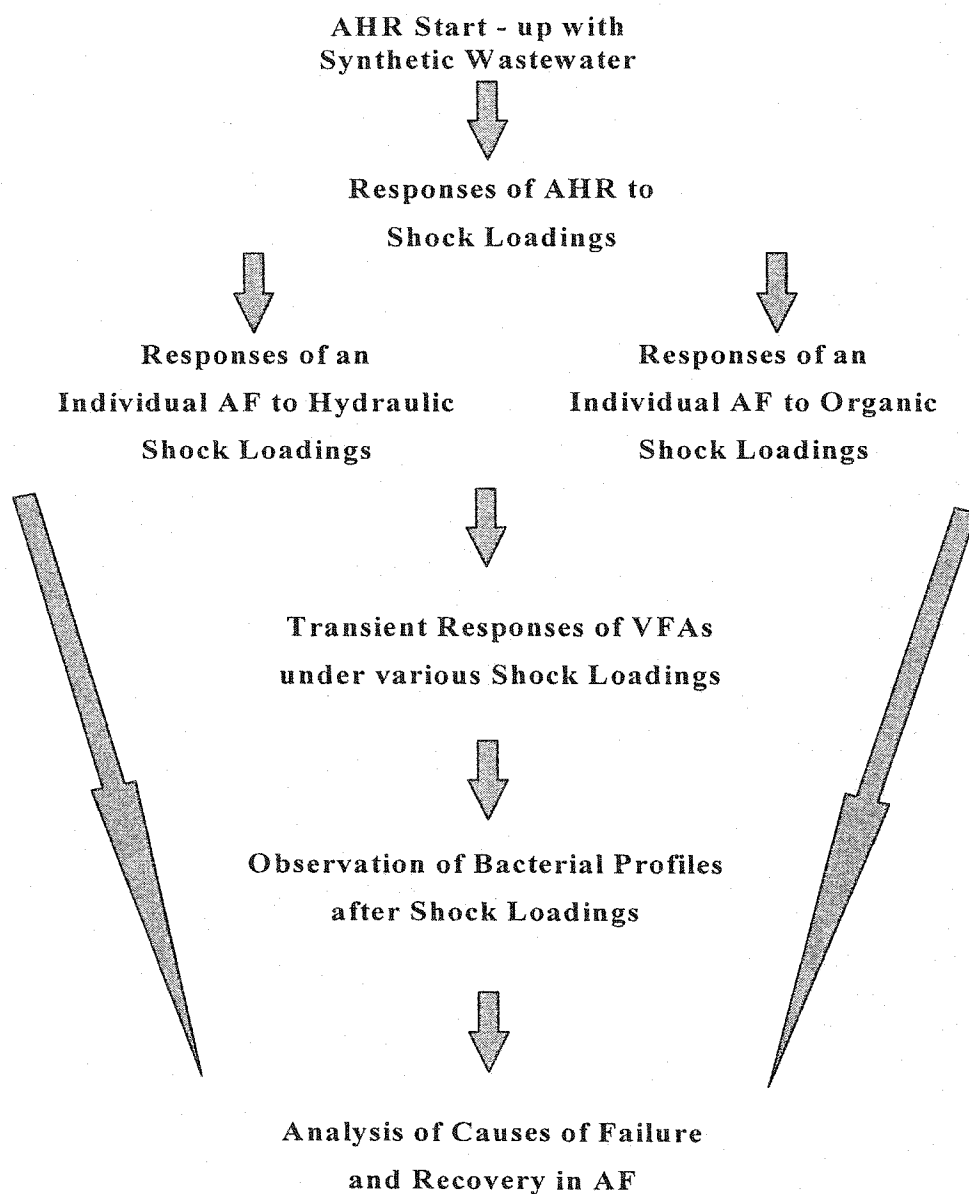 AHR Start - up with
Synthetic Wastewater
Responses of AHR to
Shock Loadings
Responses of an
Individual AF to Hydraulic
Shock Loadings
Responses of an
Individual AF to Organic
Shock Loadings
Transient Responses of VFAs
under various Shock Loadings
Observation of Bacterial Profiles
after Shock Loadings
Analysis of Causes of Failure
and Recovery in AF